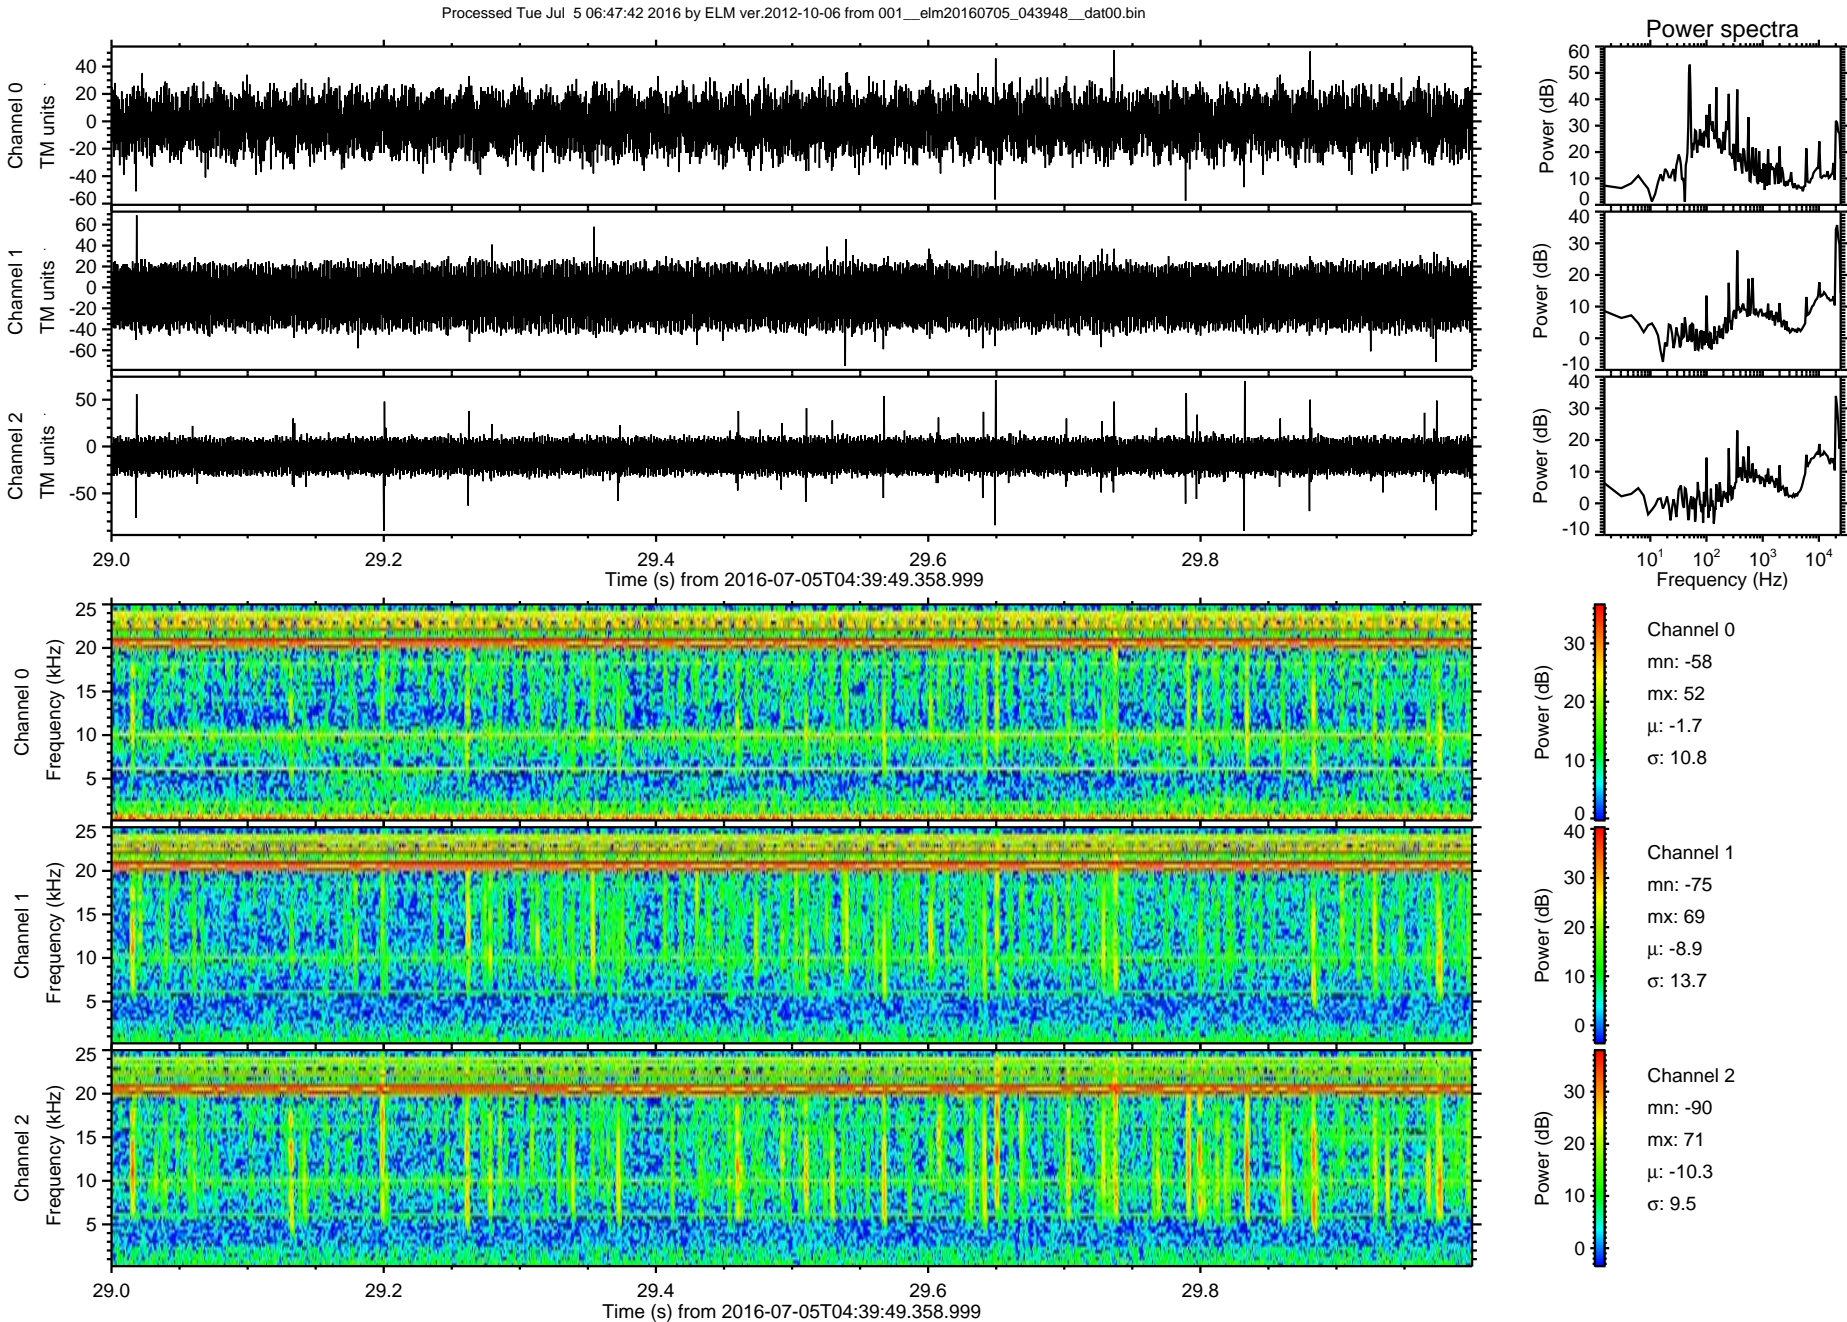 Processed Tue Jul  5 06:47:42 2016 by ELM ver.2012-10-06 from 001__elm20160705_043948__dat00.bin
Power spectra
Channel 0
TM units
40
20
0
-20
-40
-60
Power (dB)
60
50
40
30
20
10
0
Channel 1
TM units
60
40
20
0
-20
-40
-60
Power (dB)
40
30
20
10
0
-10
Channel 2
TM units
50
0
-50
Power (dB)
40
30
20
10
0
-10
29.0 29.2 29.4 29.6 29.8
Time (s) from 2016-07-05T04:39:49.358.999
10¹ 10² 10³ 10⁴
Frequency (Hz)
Channel 0
Frequency (kHz)
25
20
15
10
5
Power (dB)
30
20
10
0
Channel 0
mn: -58
mx: 52
μ: -1.7
σ: 10.8
Channel 1
Frequency (kHz)
25
20
15
10
5
Power (dB)
40
30
20
10
0
Channel 1
mn: -75
mx: 69
μ: -8.9
σ: 13.7
Channel 2
Frequency (kHz)
25
20
15
10
5
Power (dB)
30
20
10
0
Channel 2
mn: -90
mx: 71
μ: -10.3
σ: 9.5
29.0 29.2 29.4 29.6 29.8
Time (s) from 2016-07-05T04:39:49.358.999